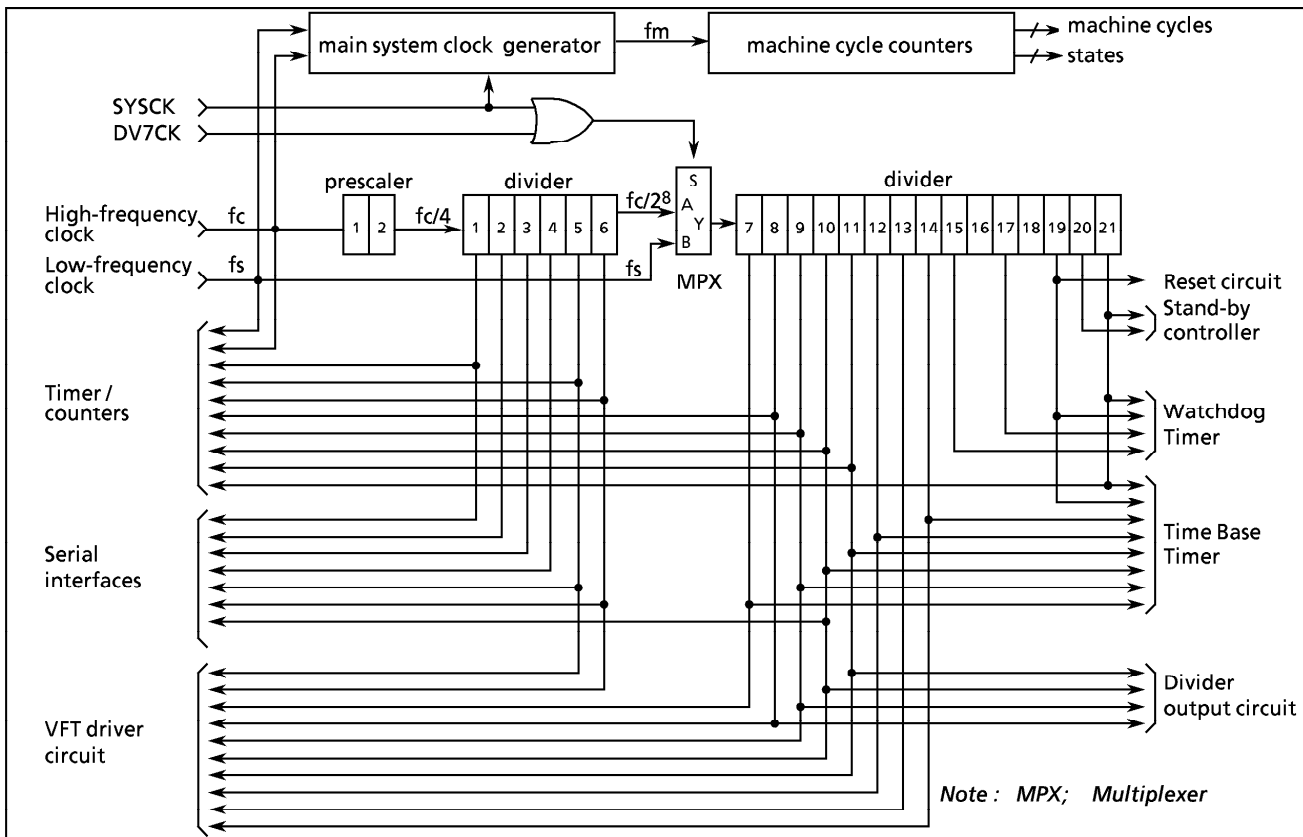 main system clock generator
fm
machine cycle counters
machine cycles
states
SYSCK
DV7CK
prescaler
divider
divider
High-frequency
clock
fc
1 2
fc/4
1 2 3 4 5 6
fc/2⁸
S
A
Y
B
7 8 9 10 11 12 13 14 15 16 17 18 19 20 21
Low-frequency
clock
fs
fs
MPX
Reset circuit
Stand-by
controller
Timer /
counters
Watchdog
Timer
Serial
interfaces
Time Base
Timer
VFT driver
circuit
Divider
output circuit
Note : MPX; Multiplexer